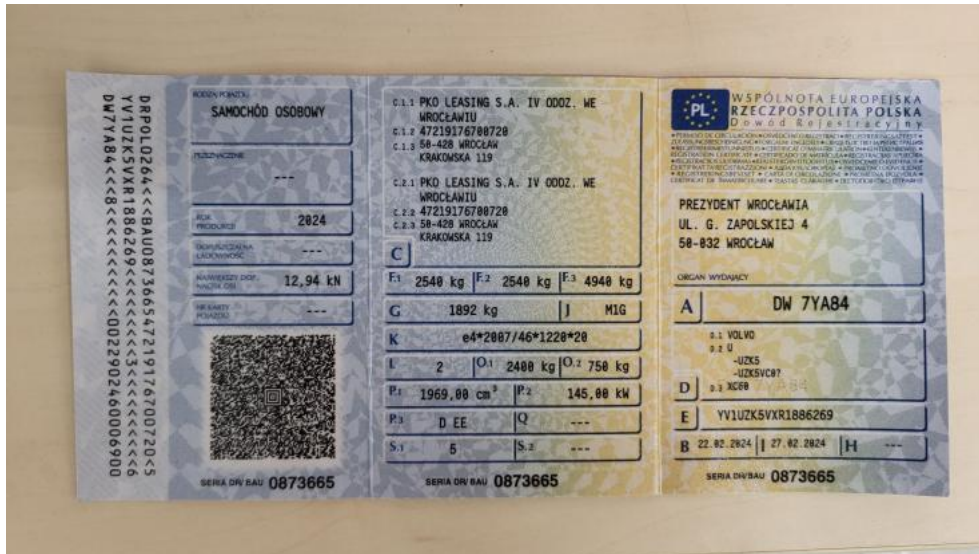 DRPOL0264<<<BAU087366547219176700720<5
YV1UZK5VXR1886269<<<<<<<<<3<<<<<<<<<<6
DW7YA84<<<8<<<<<<<<<<<0022902460006900
RODZAJ POJAZDU
SAMOCHÓD OSOBOWY
PRZEZNACZENIE
---
ROK PRODUKCJI 2024
DOPUSZCZALNA ŁADOWNOŚĆ ---
NAJWIĘKSZY DOP. NACISK OSI 12,94 kN
NR KARTY POJAZDU ---
SERIA DR/BAU 0873665
C.1.1 PKO LEASING S.A. IV ODDZ. WE
WROCŁAWIU
C.1.2 47219176700720
C.1.3 50-428 WROCŁAW
KRAKOWSKA 119
C.2.1 PKO LEASING S.A. IV ODDZ. WE
WROCŁAWIU
C.2.2 47219176700720
C.2.3 50-428 WROCŁAW
KRAKOWSKA 119
C
F.1 2540 kg F.2 2540 kg F.3 4940 kg
G 1892 kg J M1G
K e4*2007/46*1220*20
L 2 O.1 2400 kg O.2 750 kg
P.1 1969,00 cm³ P.2 145,00 kW
P.3 D EE Q ---
S.1 5 S.2 ---
SERIA DR/BAU 0873665
PL
WSPÓLNOTA EUROPEJSKA
RZECZPOSPOLITA POLSKA
Dowód Rejestracyjny
PREZYDENT WROCŁAWIA
UL. G. ZAPOLSKIEJ 4
50-032 WROCŁAW
ORGAN WYDAJĄCY
A DW 7YA84
D.1 VOLVO
D.2 U
-UZK5
-UZK5VC0?
D D.3 XC60
E YV1UZK5VXR1886269
B 22.02.2024 I 27.02.2024 H ---
SERIA DR/BAU 0873665